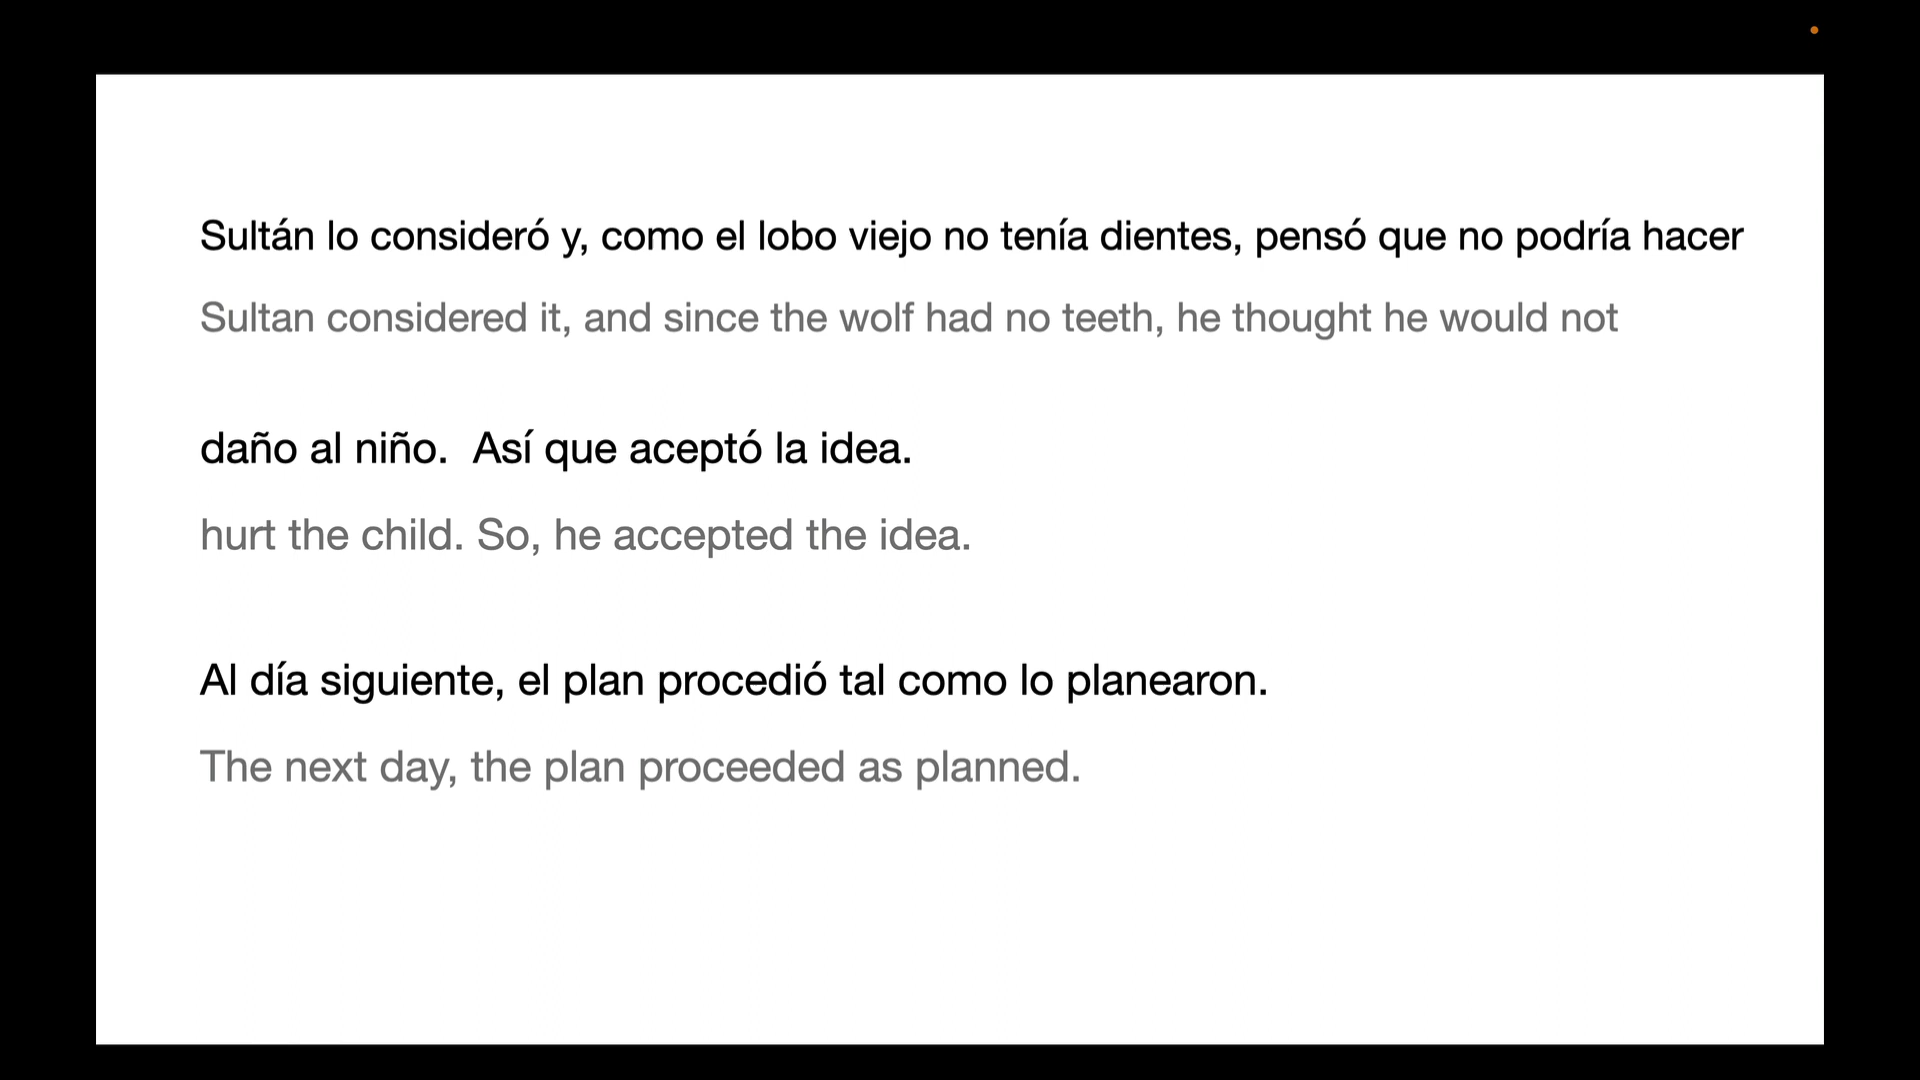 Sultán lo consideró y, como el lobo viejo no tenía dientes, pensó que no podría hacer
Sultan considered it, and since the wolf had no teeth, he thought he would not
daño al niño.  Así que aceptó la idea.
hurt the child. So, he accepted the idea.
Al día siguiente, el plan procedió tal como lo planearon.
The next day, the plan proceeded as planned.